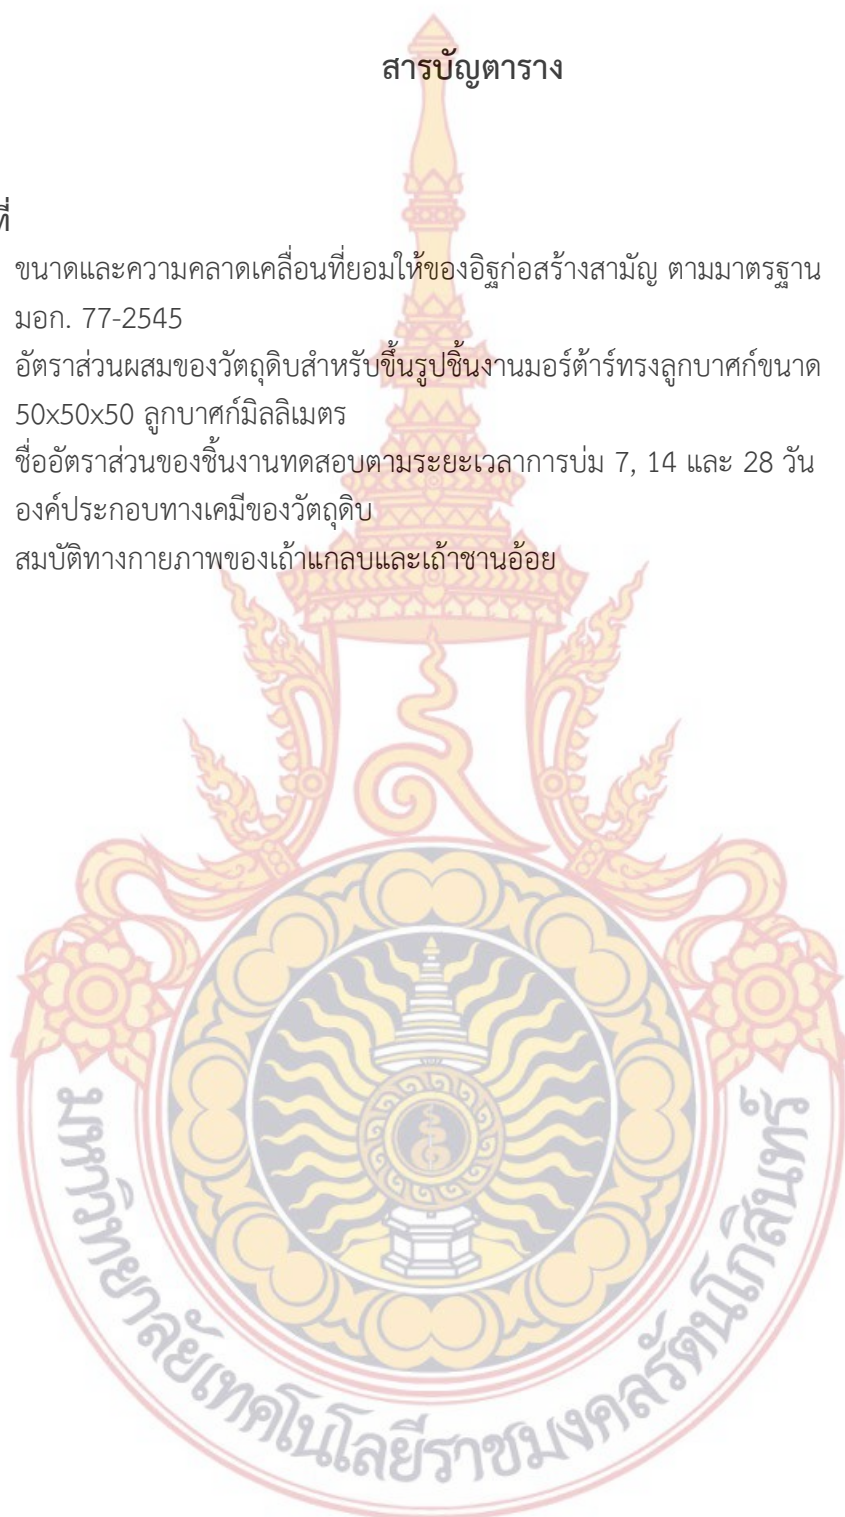 สารบัญตาราง
ที่
ขนาดและความคลาดเคลื่อนที่ยอมให้ของอิฐก่อสร้างสามัญ ตามมาตรฐาน
มอก. 77-2545
อัตราส่วนผสมของวัตถุดิบสำหรับขึ้นรูปชิ้นงานมอร์ต้าร์ทรงลูกบาศก์ขนาด
50x50x50 ลูกบาศก์มิลลิเมตร
ชื่ออัตราส่วนของชิ้นงานทดสอบตามระยะเวลาการบ่ม 7, 14 และ 28 วัน
องค์ประกอบทางเคมีของวัตถุดิบ
สมบัติทางกายภาพของเถ้าแกลบและเถ้าชานอ้อย
มหาวิทยาลัยเทคโนโลยีราชมงคลรัตนโกสินทร์